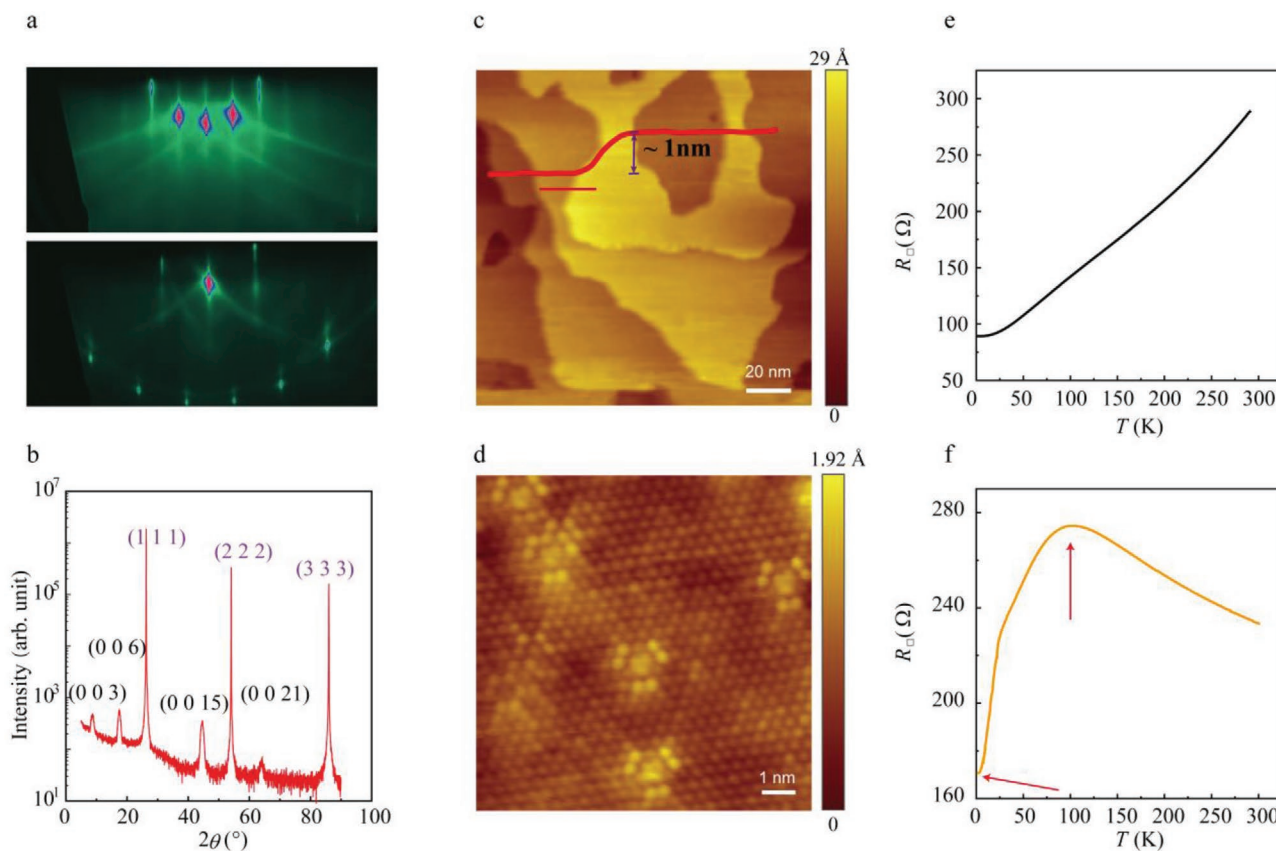 a
b
10⁷
10⁵
10³
10¹
Intensity (arb. unit)
(0 0 3)
(0 0 6)
(1 1 1)
(0 0 15)
(2 2 2)
(0 0 21)
(3 3 3)
0 20 40 60 80 100
2θ (°)
c
~ 1nm
20 nm
29 Å
0
d
1 nm
1.92 Å
0
e
300
250
200
150
100
50
R□(Ω)
0 50 100 150 200 250 300
T (K)
f
280
240
200
160
R□(Ω)
0 50 100 150 200 250 300
T (K)